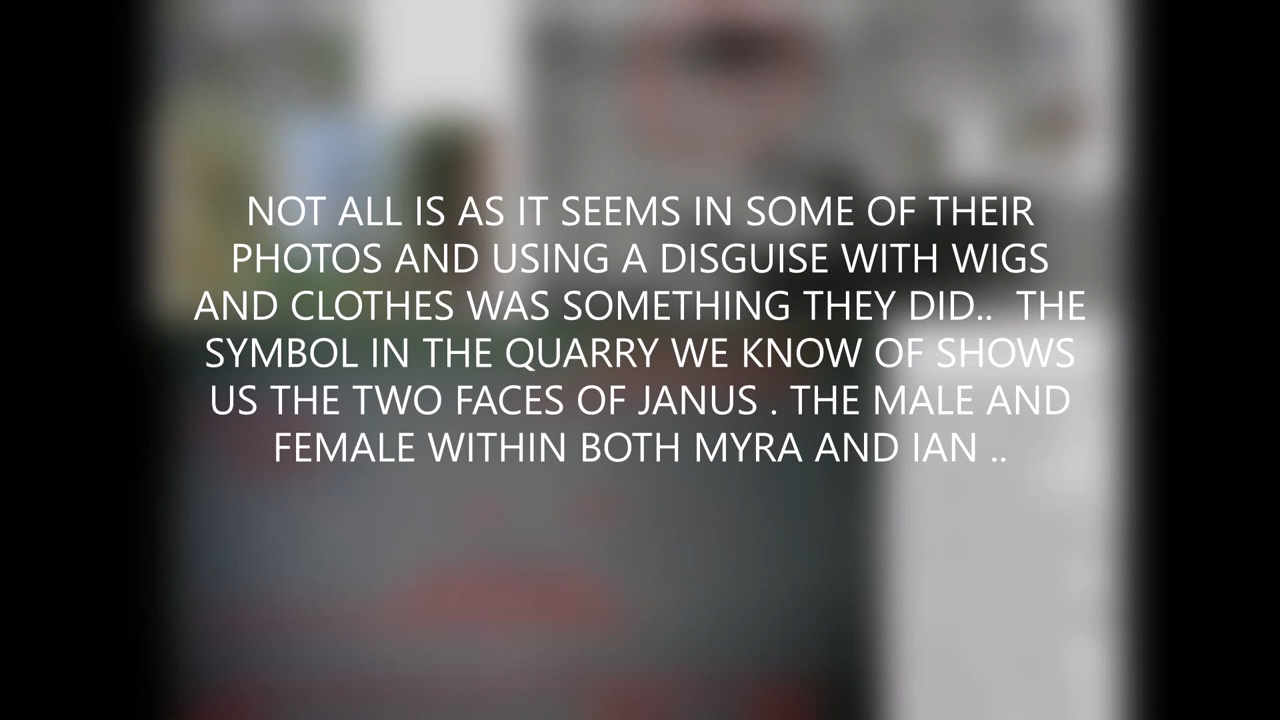 NOT ALL IS AS IT SEEMS IN SOME OF THEIR
PHOTOS AND USING A DISGUISE WITH WIGS
AND CLOTHES WAS SOMETHING THEY DID..  THE
SYMBOL IN THE QUARRY WE KNOW OF SHOWS
US THE TWO FACES OF JANUS . THE MALE AND
FEMALE WITHIN BOTH MYRA AND IAN ..